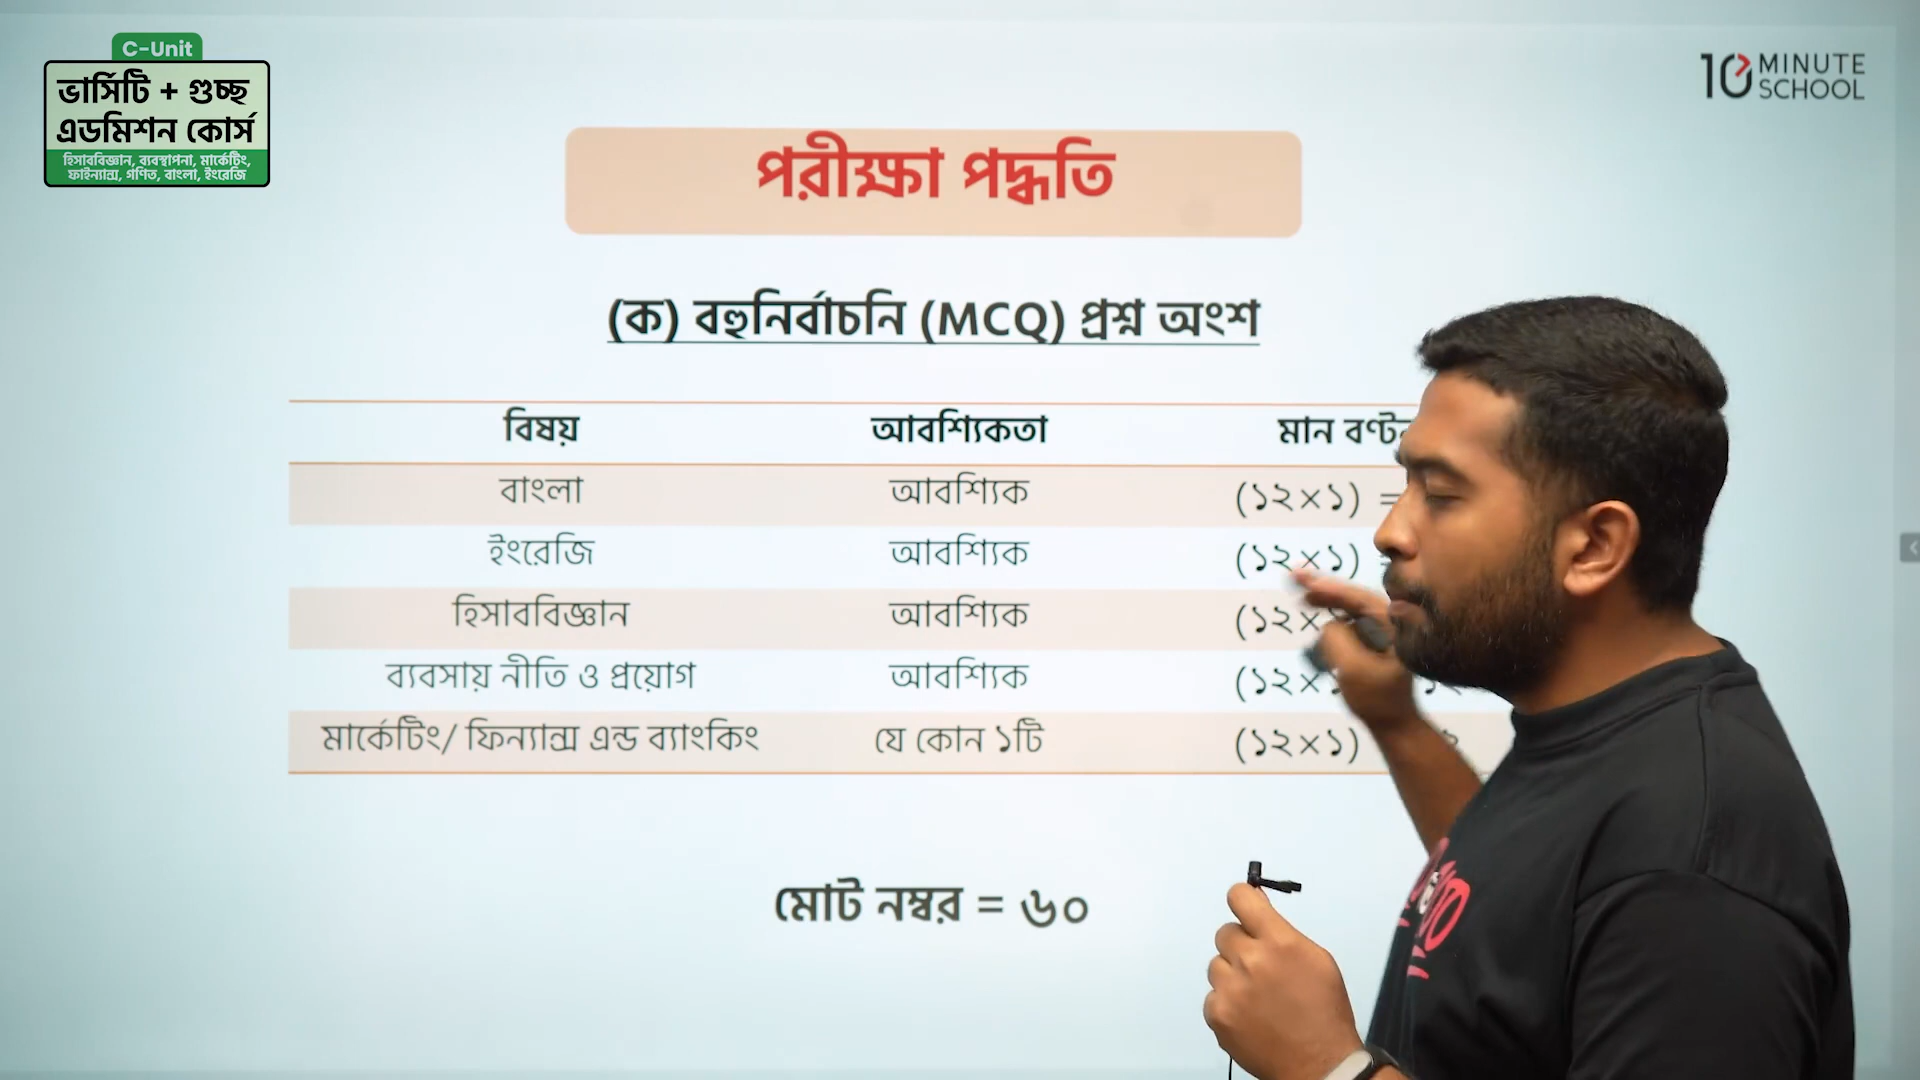 C-Unit
ভার্সিটি + গুচ্ছ
এডমিশন কোর্স
হিসাববিজ্ঞান, ব্যবস্থাপনা, মার্কেটিং,
ফাইন্যান্স, গণিত, বাংলা, ইংরেজি
10 MINUTE SCHOOL
পরীক্ষা পদ্ধতি
(ক) বহুনির্বাচনি (MCQ) প্রশ্ন অংশ
বিষয় আবশ্যিকতা মান
বাংলা আবশ্যিক (১২×১) =
ইংরেজি আবশ্যিক (১২×১)
হিসাববিজ্ঞান আবশ্যিক (১২×
ব্যবসায় নীতি ও প্রয়োগ আবশ্যিক (১২×
মার্কেটিং/ ফিন্যান্স এন্ড ব্যাংকিং যে কোন ১টি (১২×১)
মোট নম্বর = ৬০